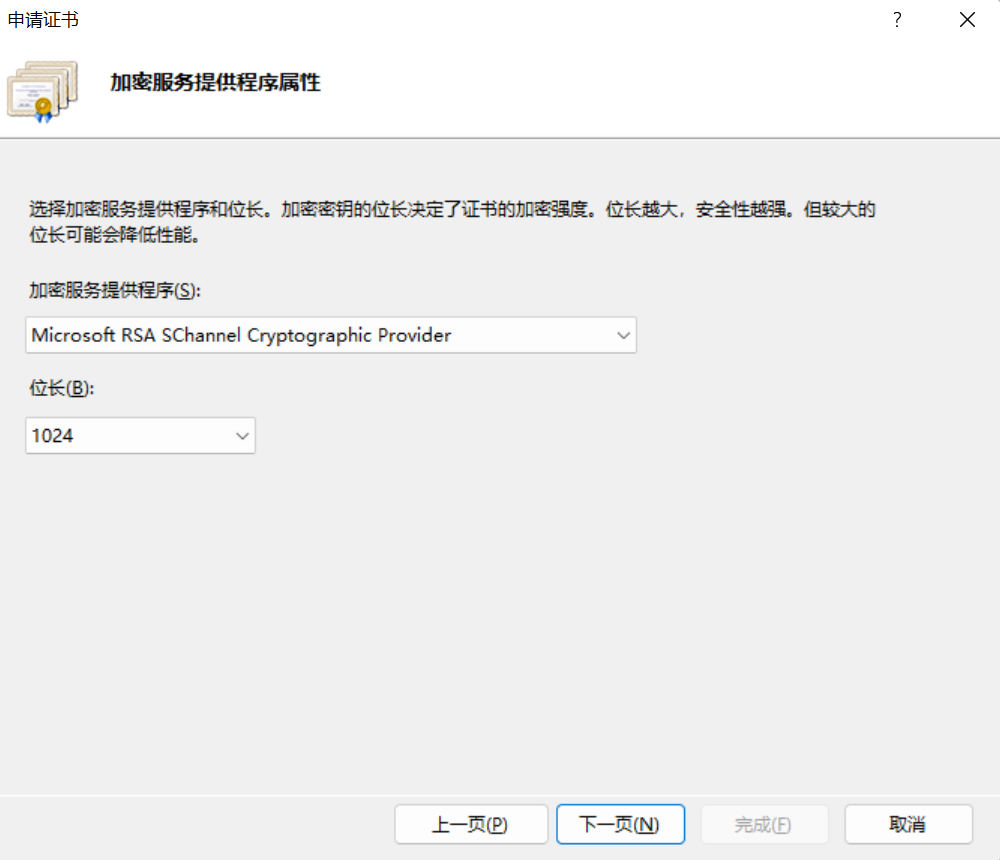 申请证书
?
加密服务提供程序属性
选择加密服务提供程序和位长。加密密钥的位长决定了证书的加密强度。位长越大，安全性越强。但较大的
位长可能会降低性能。
加密服务提供程序(S):
Microsoft RSA SChannel Cryptographic Provider
位长(B):
1024
上一页(P) 下一页(N) 完成(F) 取消